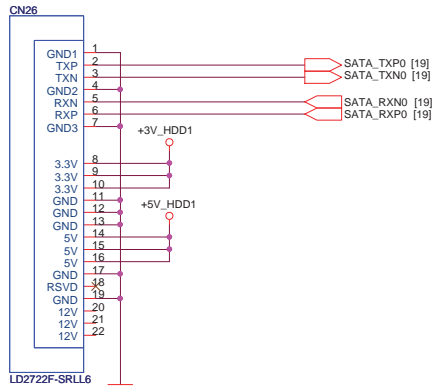 CN26
GND1 1
TXP 2 SATA_TXP0 [19]
TXN 3 SATA_TXN0 [19]
GND2 4
RXN 5 SATA_RXN0 [19]
RXP 6 SATA_RXP0 [19]
GND3 7
+3V_HDD1
3.3V 8
3.3V 9
3.3V 10
GND 11
GND 12
GND 13
+5V_HDD1
5V 14
5V 15
5V 16
GND 17
RSVD 18
GND 19
12V 20
12V 21
12V 22
LD2722F-SRLL6